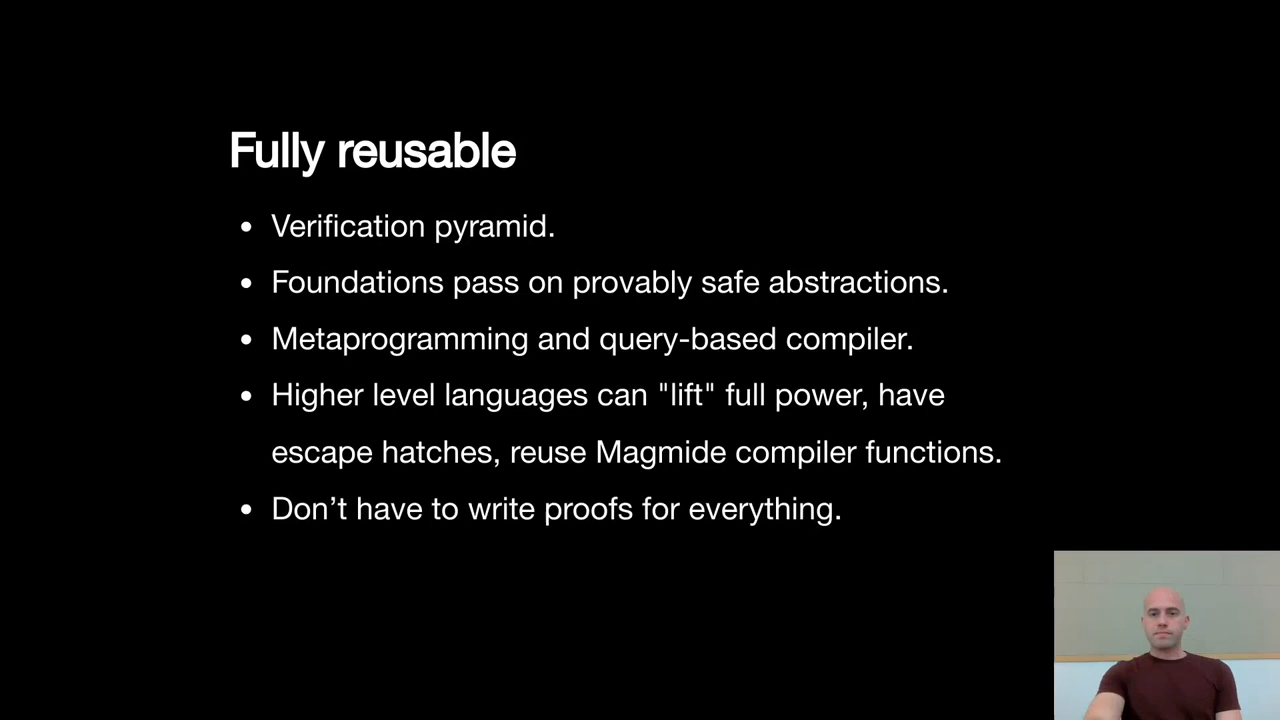 Fully reusable
• Verification pyramid.
• Foundations pass on provably safe abstractions.
• Metaprogramming and query-based compiler.
• Higher level languages can "lift" full power, have
escape hatches, reuse Magmide compiler functions.
• Don’t have to write proofs for everything.